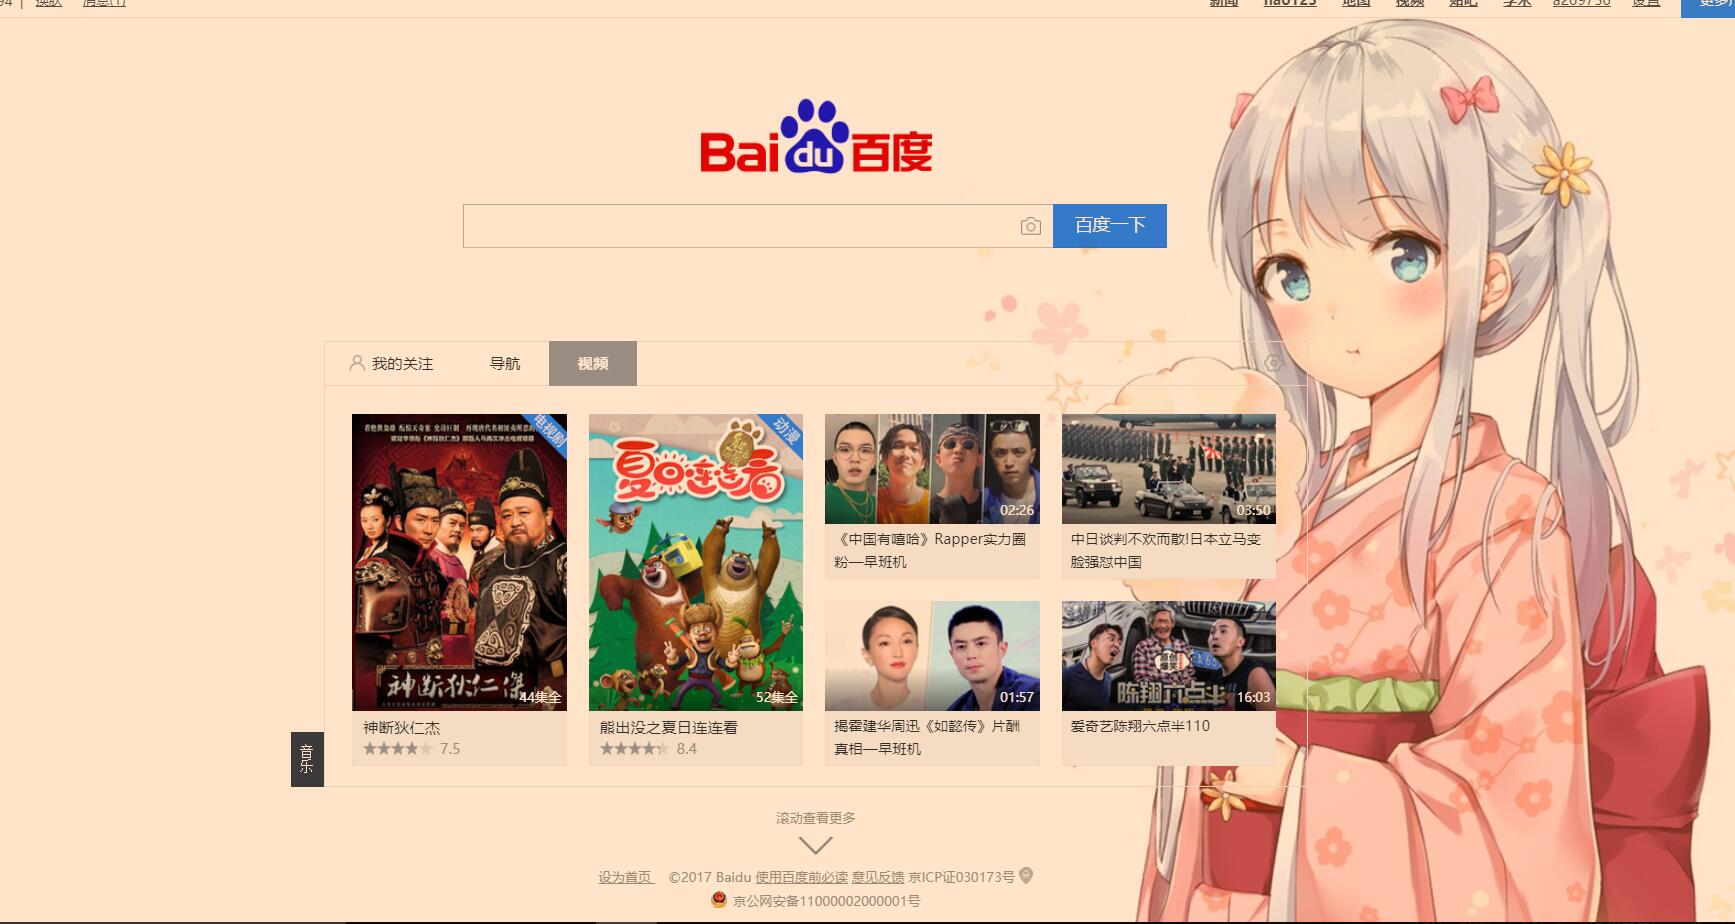 换肤 消息(1) 新闻 hao123 地图 视频 贴吧 学术 a269736 设置
Bai du 百度
百度一下
我的关注 导航 视频
电视剧
神断狄仁杰
44集全
神断狄仁杰
7.5
动漫
夏日连连看
52集全
熊出没之夏日连连看
8.4
02:26
《中国有嘻哈》Rapper实力圈
粉—早班机
03:50
中日谈判不欢而散!日本立马变
脸强怼中国
01:57
揭霍建华周迅《如懿传》片酬
真相—早班机
陈翔六点半
16:03
爱奇艺陈翔六点半110
音乐
滚动查看更多
设为首页 ©2017 Baidu 使用百度前必读 意见反馈 京ICP证030173号
京公网安备11000002000001号